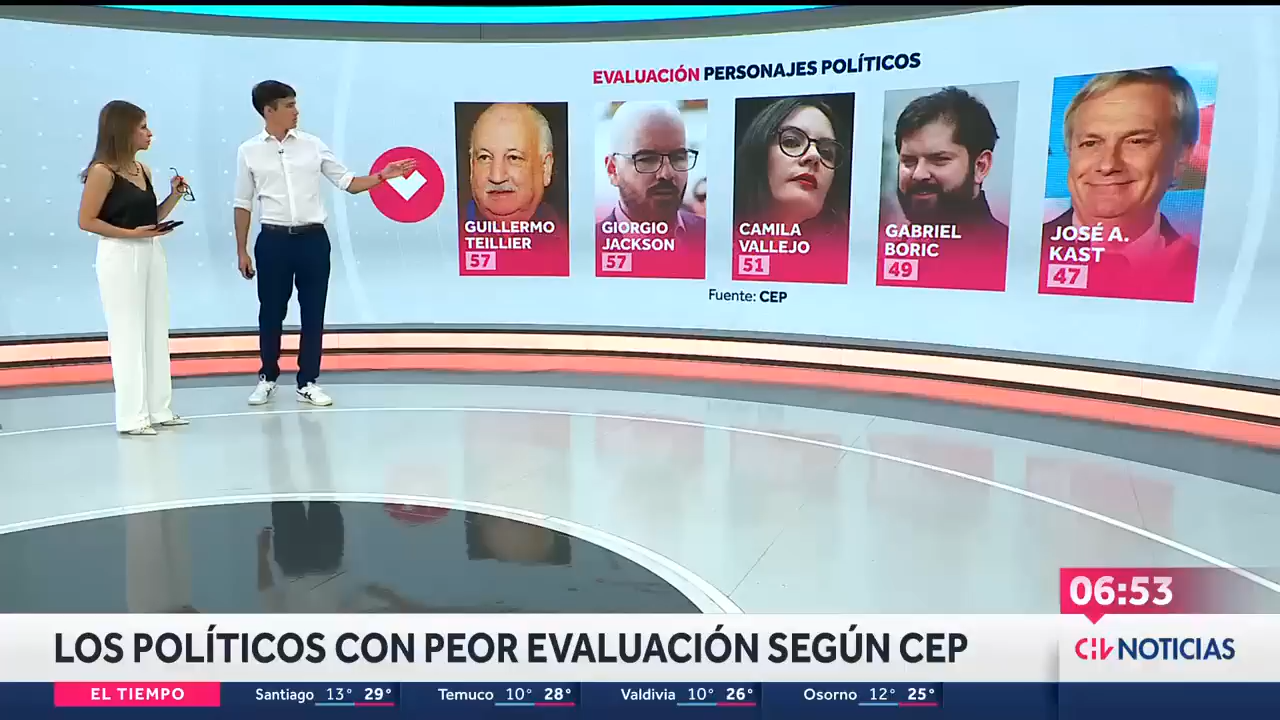 EVALUACIÓN PERSONAJES POLÍTICOS
GUILLERMO
TEILLIER
57
GIORGIO
JACKSON
57
CAMILA
VALLEJO
51
GABRIEL
BORIC
49
JOSÉ A.
KAST
47
Fuente: CEP
06:53
LOS POLÍTICOS CON PEOR EVALUACIÓN SEGÚN CEP
CHV NOTICIAS
EL TIEMPO
Santiago 13° 29°
Temuco 10° 28°
Valdivia 10° 26°
Osorno 12° 25°